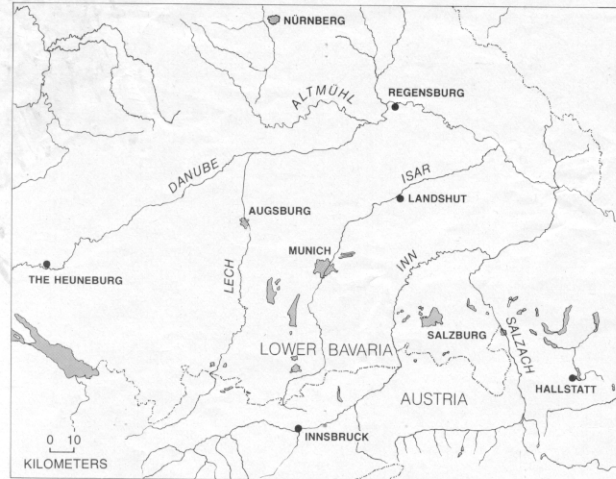 NÜRNBERG
ALTMÜHL
REGENSBURG
DANUBE
ISAR
LANDSHUT
AUGSBURG
MUNICH
INN
LECH
THE HEUNEBURG
SALZBURG
SALZACH
LOWER BAVARIA
HALLSTATT
AUSTRIA
INNSBRUCK
0 10
KILOMETERS